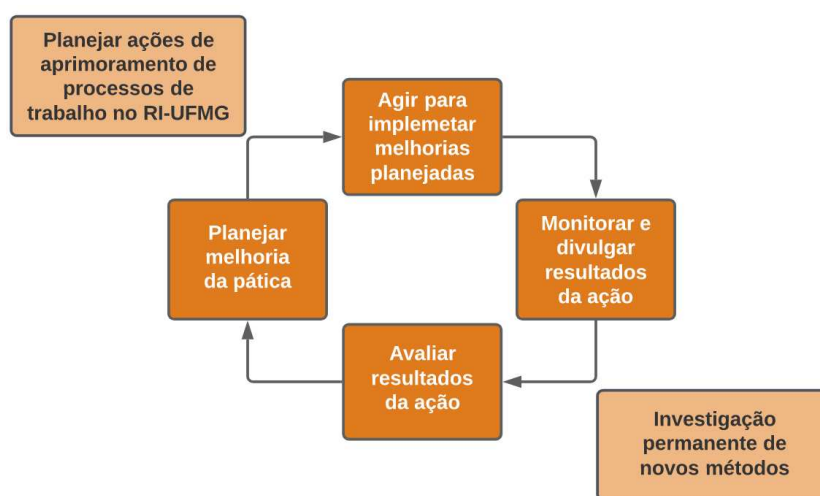 Planejar ações de
aprimoramento de
processos de
trabalho no RI-UFMG
Agir para
implemetar
melhorias
planejadas
Planejar
melhoria
da pática
Monitorar e
divulgar
resultados
da ação
Avaliar
resultados
da ação
Investigação
permanente de
novos métodos